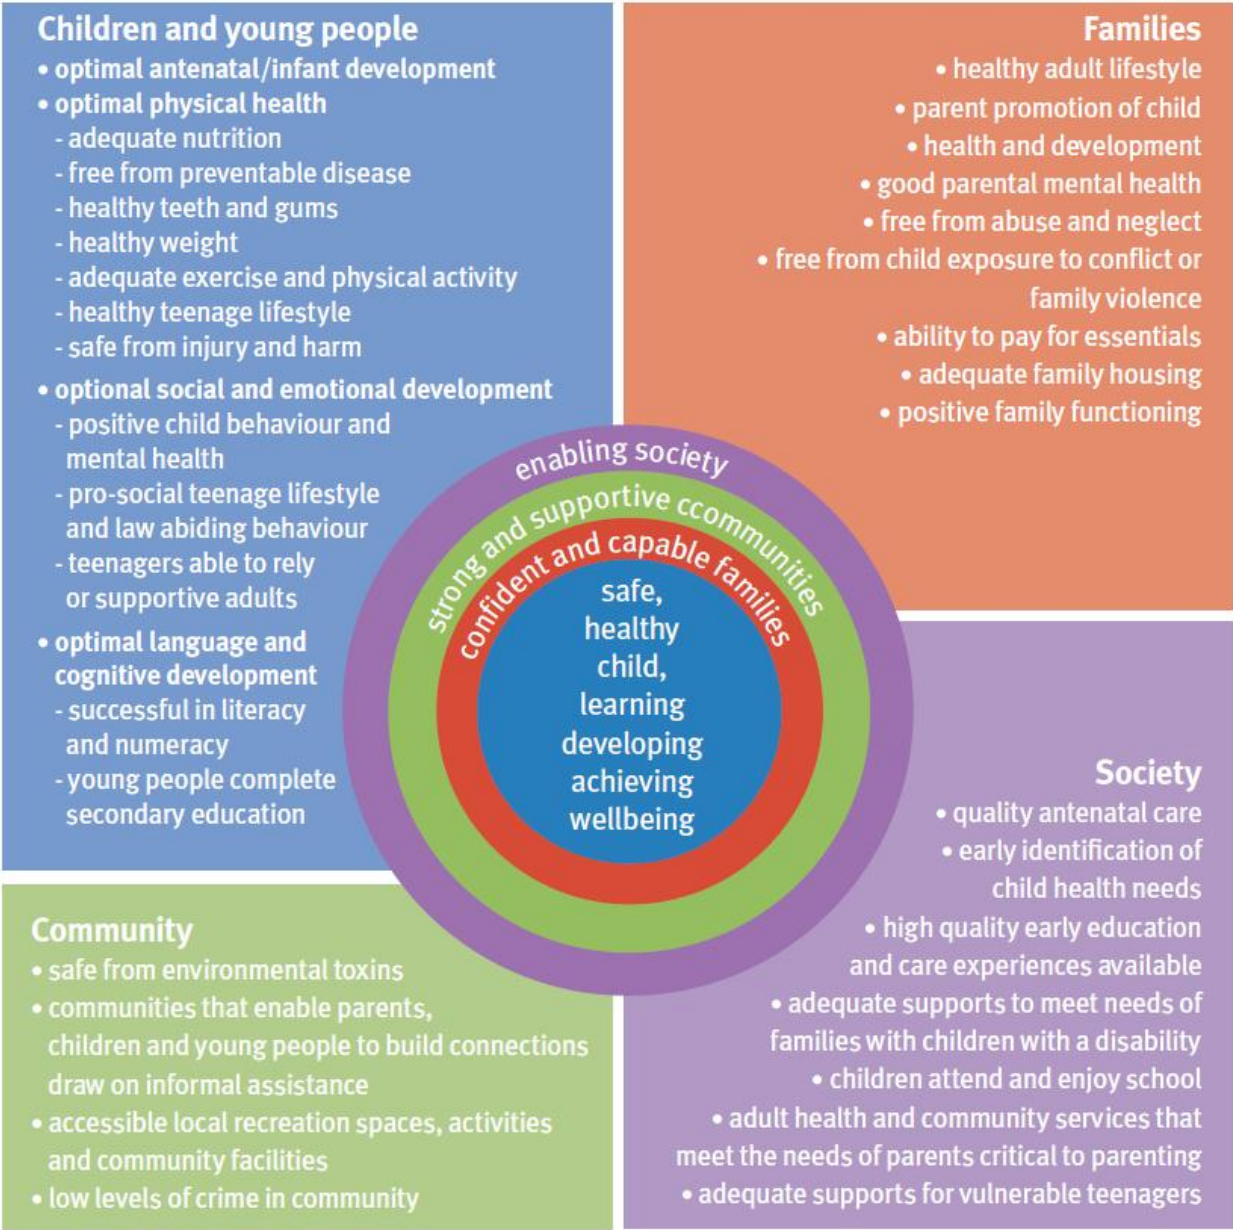 Children and young people
• optimal antenatal/infant development
• optimal physical health
- adequate nutrition
- free from preventable disease
- healthy teeth and gums
- healthy weight
- adequate exercise and physical activity
- healthy teenage lifestyle
- safe from injury and harm
• optional social and emotional development
- positive child behaviour and
mental health
- pro-social teenage lifestyle
and law abiding behaviour
- teenagers able to rely
or supportive adults
• optimal language and
cognitive development
- successful in literacy
and numeracy
- young people complete
secondary education
Families
• healthy adult lifestyle
• parent promotion of child
• health and development
• good parental mental health
• free from abuse and neglect
• free from child exposure to conflict or
family violence
• ability to pay for essentials
• adequate family housing
• positive family functioning
enabling society
strong and supportive ccommunities
confident and capable families
safe,
healthy
child,
learning
developing
achieving
wellbeing
Community
• safe from environmental toxins
• communities that enable parents,
children and young people to build connections
draw on informal assistance
• accessible local recreation spaces, activities
and community facilities
• low levels of crime in community
Society
• quality antenatal care
• early identification of
child health needs
• high quality early education
and care experiences available
• adequate supports to meet needs of
families with children with a disability
• children attend and enjoy school
• adult health and community services that
meet the needs of parents critical to parenting
• adequate supports for vulnerable teenagers